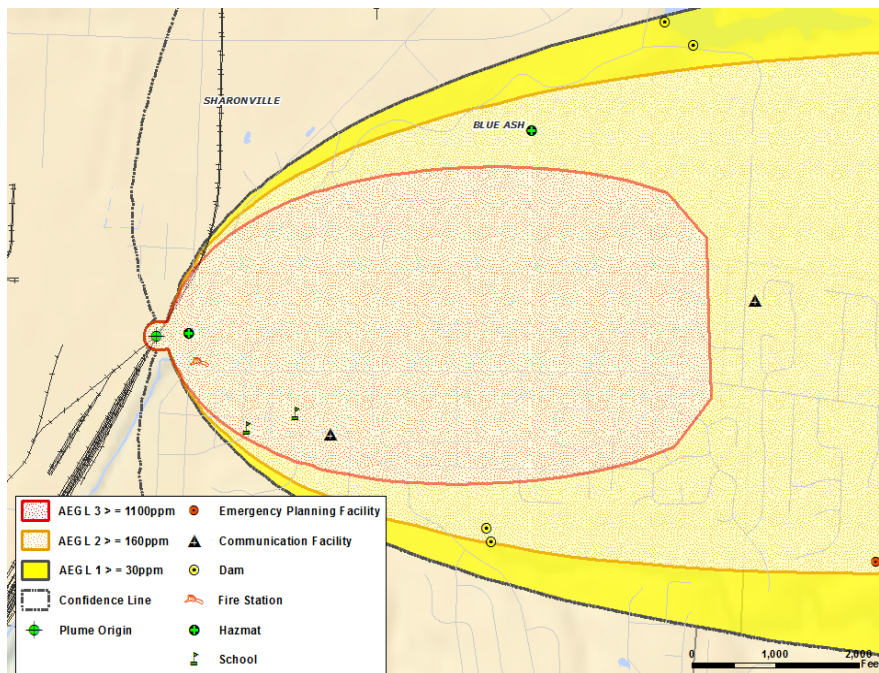 SHARONVILLE
BLUE ASH
AEGL 3 > = 1100ppm
AEGL 2 > = 160ppm
AEGL 1 > = 30ppm
Confidence Line
Plume Origin
Emergency Planning Facility
Communication Facility
Dam
Fire Station
Hazmat
School
0 1,000 2,000
Fee